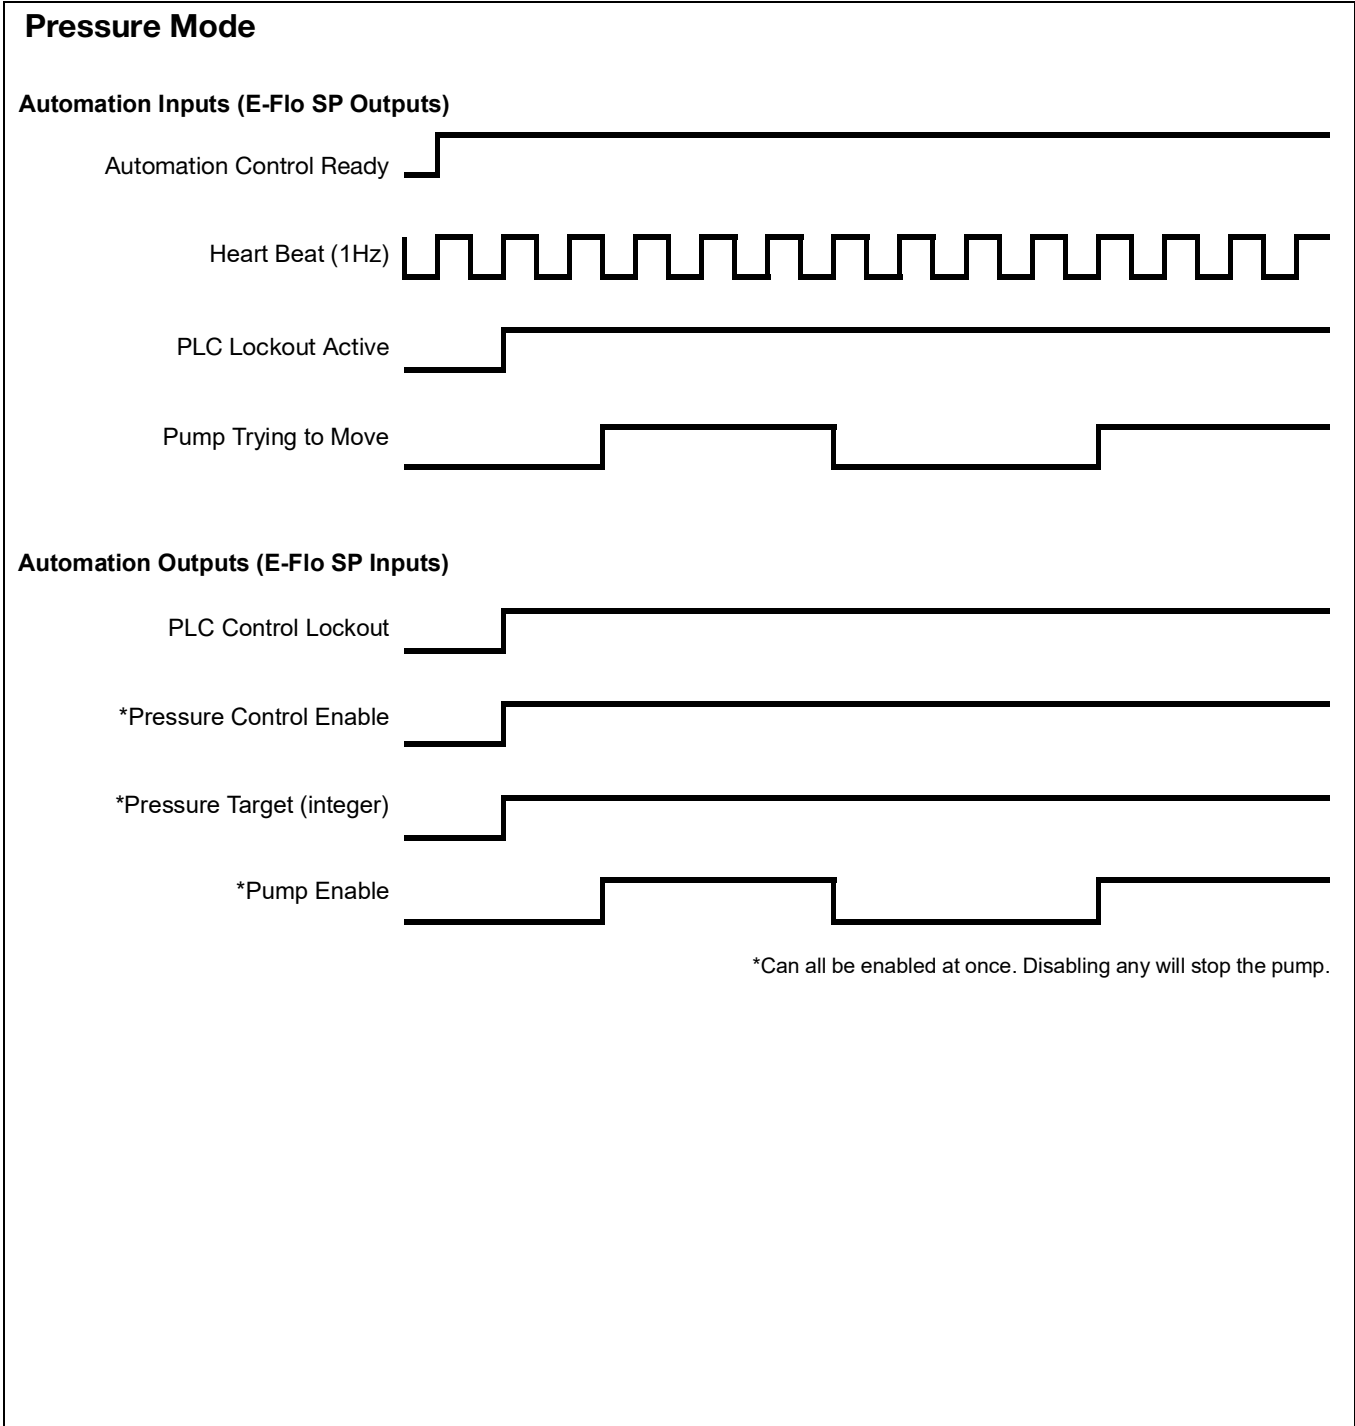 Pressure Mode
Automation Inputs (E-Flo SP Outputs)
Automation Control Ready
Heart Beat (1Hz)
PLC Lockout Active
Pump Trying to Move
Automation Outputs (E-Flo SP Inputs)
PLC Control Lockout
*Pressure Control Enable
*Pressure Target (integer)
*Pump Enable
*Can all be enabled at once. Disabling any will stop the pump.